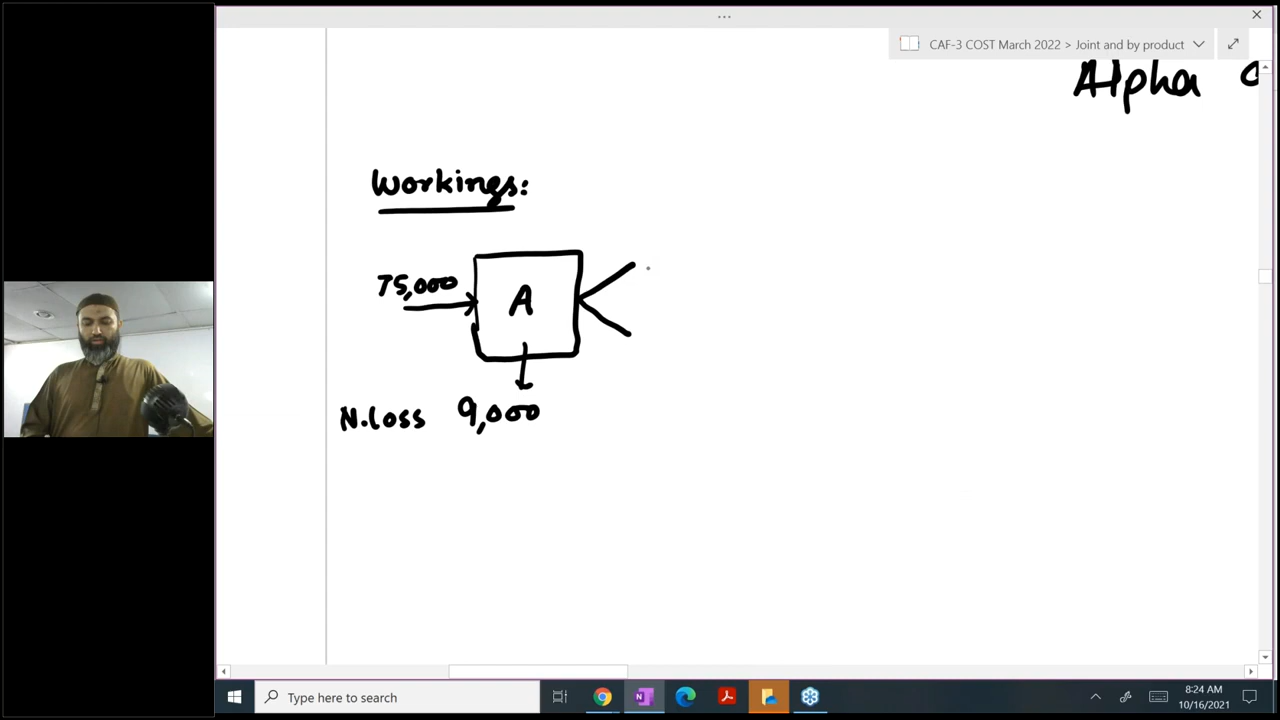 CAF-3 COST March 2022 > Joint and by product
Alpha
Workings:
75,000
A
N.Loss 9,000
Type here to search
8:24 AM
10/16/2021